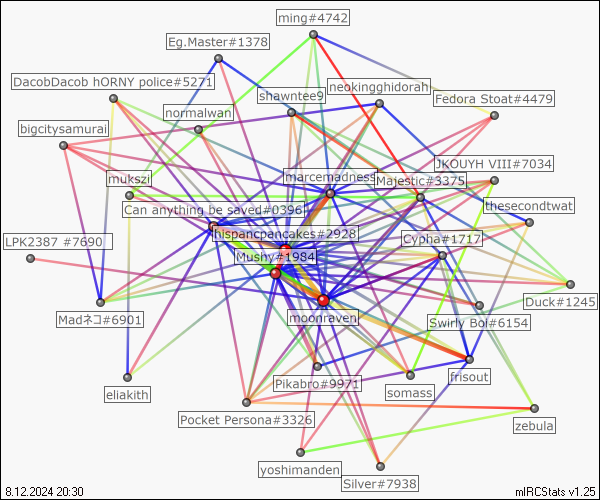 ming#4742
Eg.Master#1378
DacobDacob hORNY police#5271
neokingghidorah
shawntee9
Fedora Stoat#4479
normalwan
bigcitysamurai
JKOUYH VIII#7034
mukszi
marcemadness
Majestic#3375
thesecondtwat
Can anything be saved#0396
hispancpancakes#2928
LPK2387 #7690
Cypha#1717
Mushy#1984
Duck#1245
Madネコ#6901
moonraven
Swirly Boi#6154
frisout
Pikabro#9971
eliakith
somass
Pocket Persona#3326
zebula
yoshimanden
Silver#7938
8.12.2024 20:30
mIRCStats v1.25